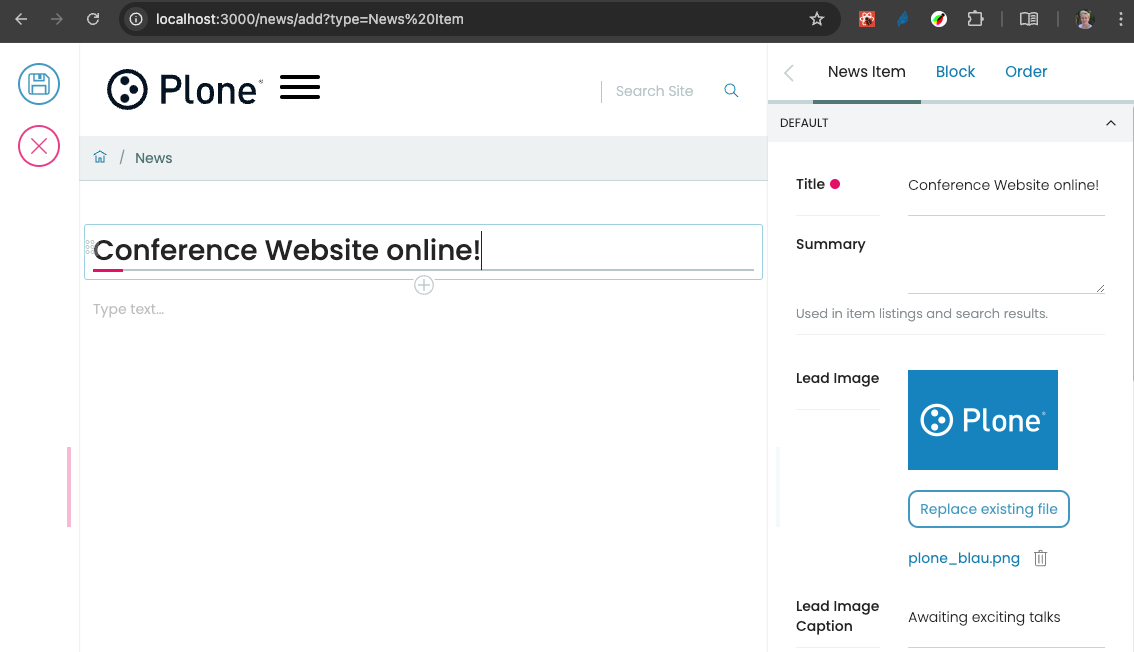 localhost:3000/news/add?type=News%20Item
Plone®
Search Site
/ News
Conference Website online!
Type text…
News Item Block Order
DEFAULT
Title
Conference Website online!
Summary
Used in item listings and search results.
Lead Image
Plone®
Replace existing file
plone_blau.png
Lead Image
Caption
Awaiting exciting talks